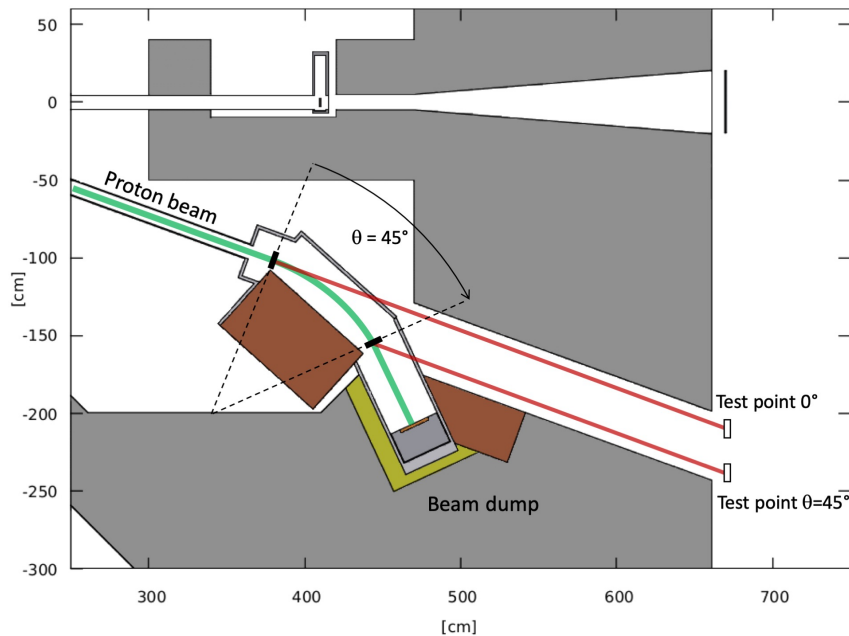 50
0
-50
-100
-150
-200
-250
-300
[cm]
300
400
500
600
700
[cm]
Proton beam
θ = 45°
Test point 0°
Test point θ=45°
Beam dump